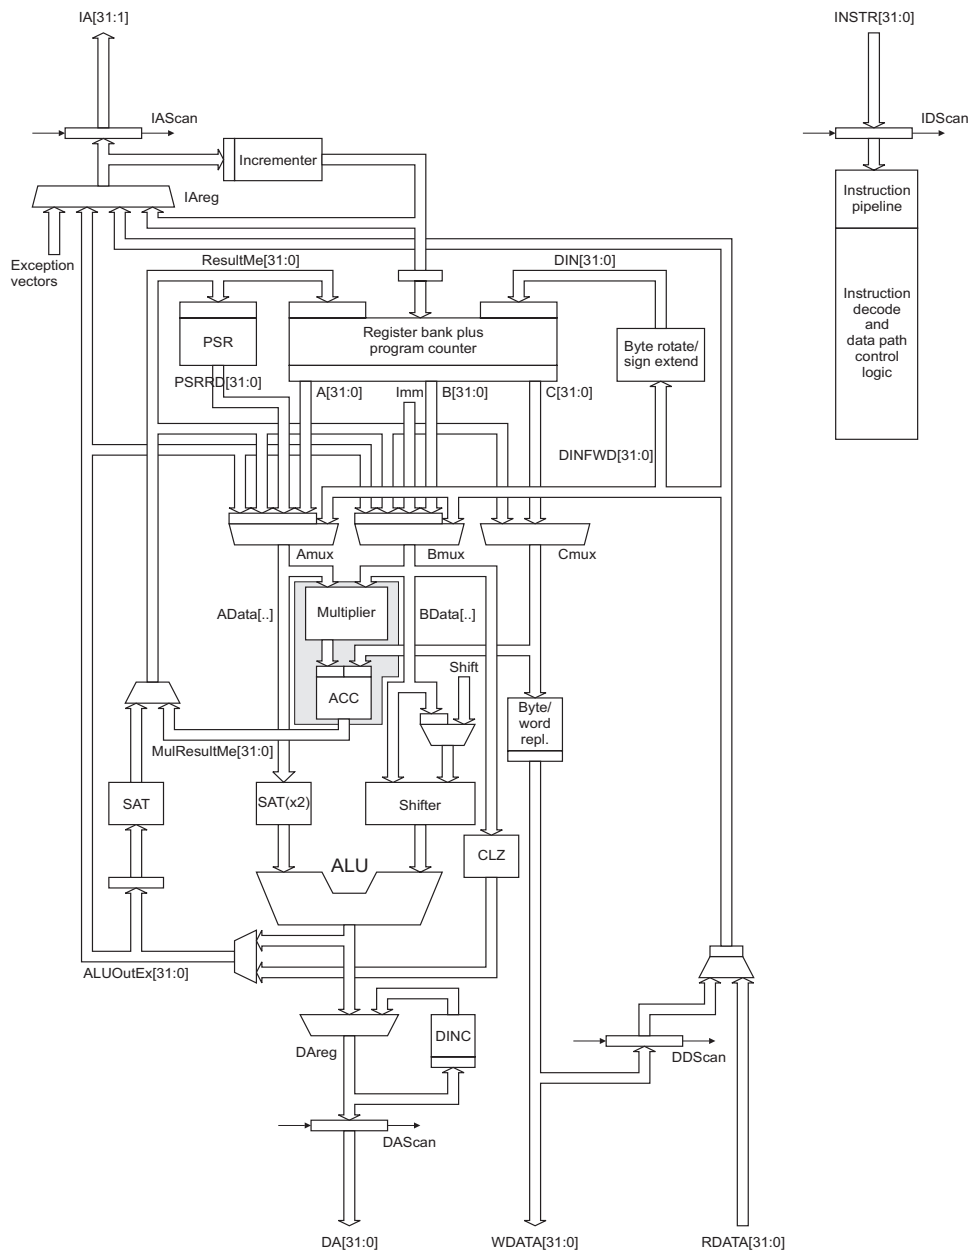 IA[31:1]
INSTR[31:0]
IAScan
IDScan
Incrementer
IAreg
Instruction
pipeline
Exception
vectors
ResultMe[31:0]
DIN[31:0]
Instruction
decode
and
data path
control
logic
PSR
Register bank plus
program counter
Byte rotate/
sign extend
PSRRD[31:0]
A[31:0]
Imm
B[31:0]
C[31:0]
DINFWD[31:0]
Amux
Bmux
Cmux
AData[..]
Multiplier
BData[..]
Shift
ACC
Byte/
word
repl.
MulResultMe[31:0]
SAT
SAT(x2)
Shifter
CLZ
ALU
ALUOutEx[31:0]
DINC
DAreg
DDScan
DAScan
DA[31:0]
WDATA[31:0]
RDATA[31:0]